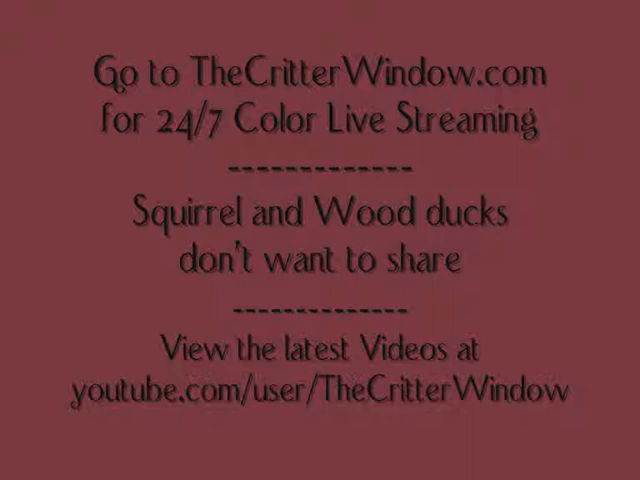 Go to TheCritterWindow.com
for 24/7 Color Live Streaming
-------------
Squirrel and Wood ducks
don't want to share
--------------
View the latest Videos at
youtube.com/user/TheCritterWindow